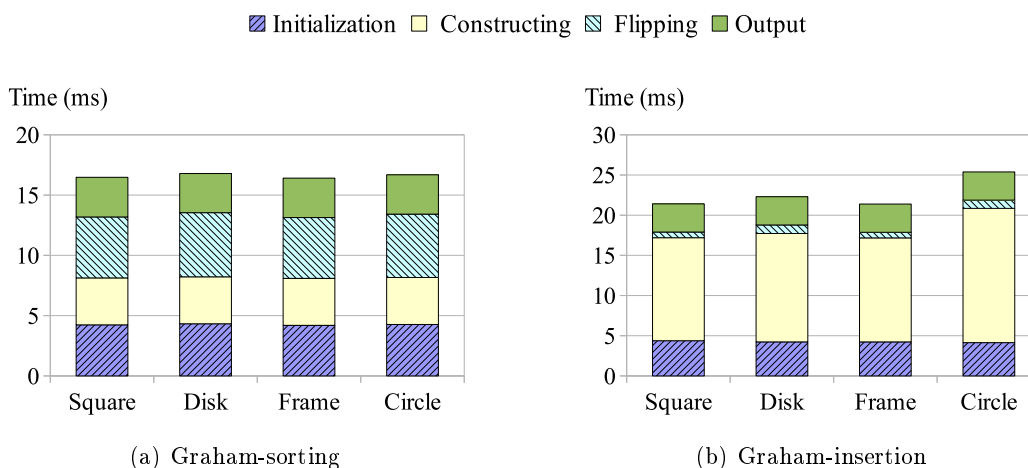 Initialization Constructing Flipping Output
Time (ms)
20
15
10
5
0
Square Disk Frame Circle
(a) Graham-sorting
Time (ms)
30
25
20
15
10
5
0
Square Disk Frame Circle
(b) Graham-insertion